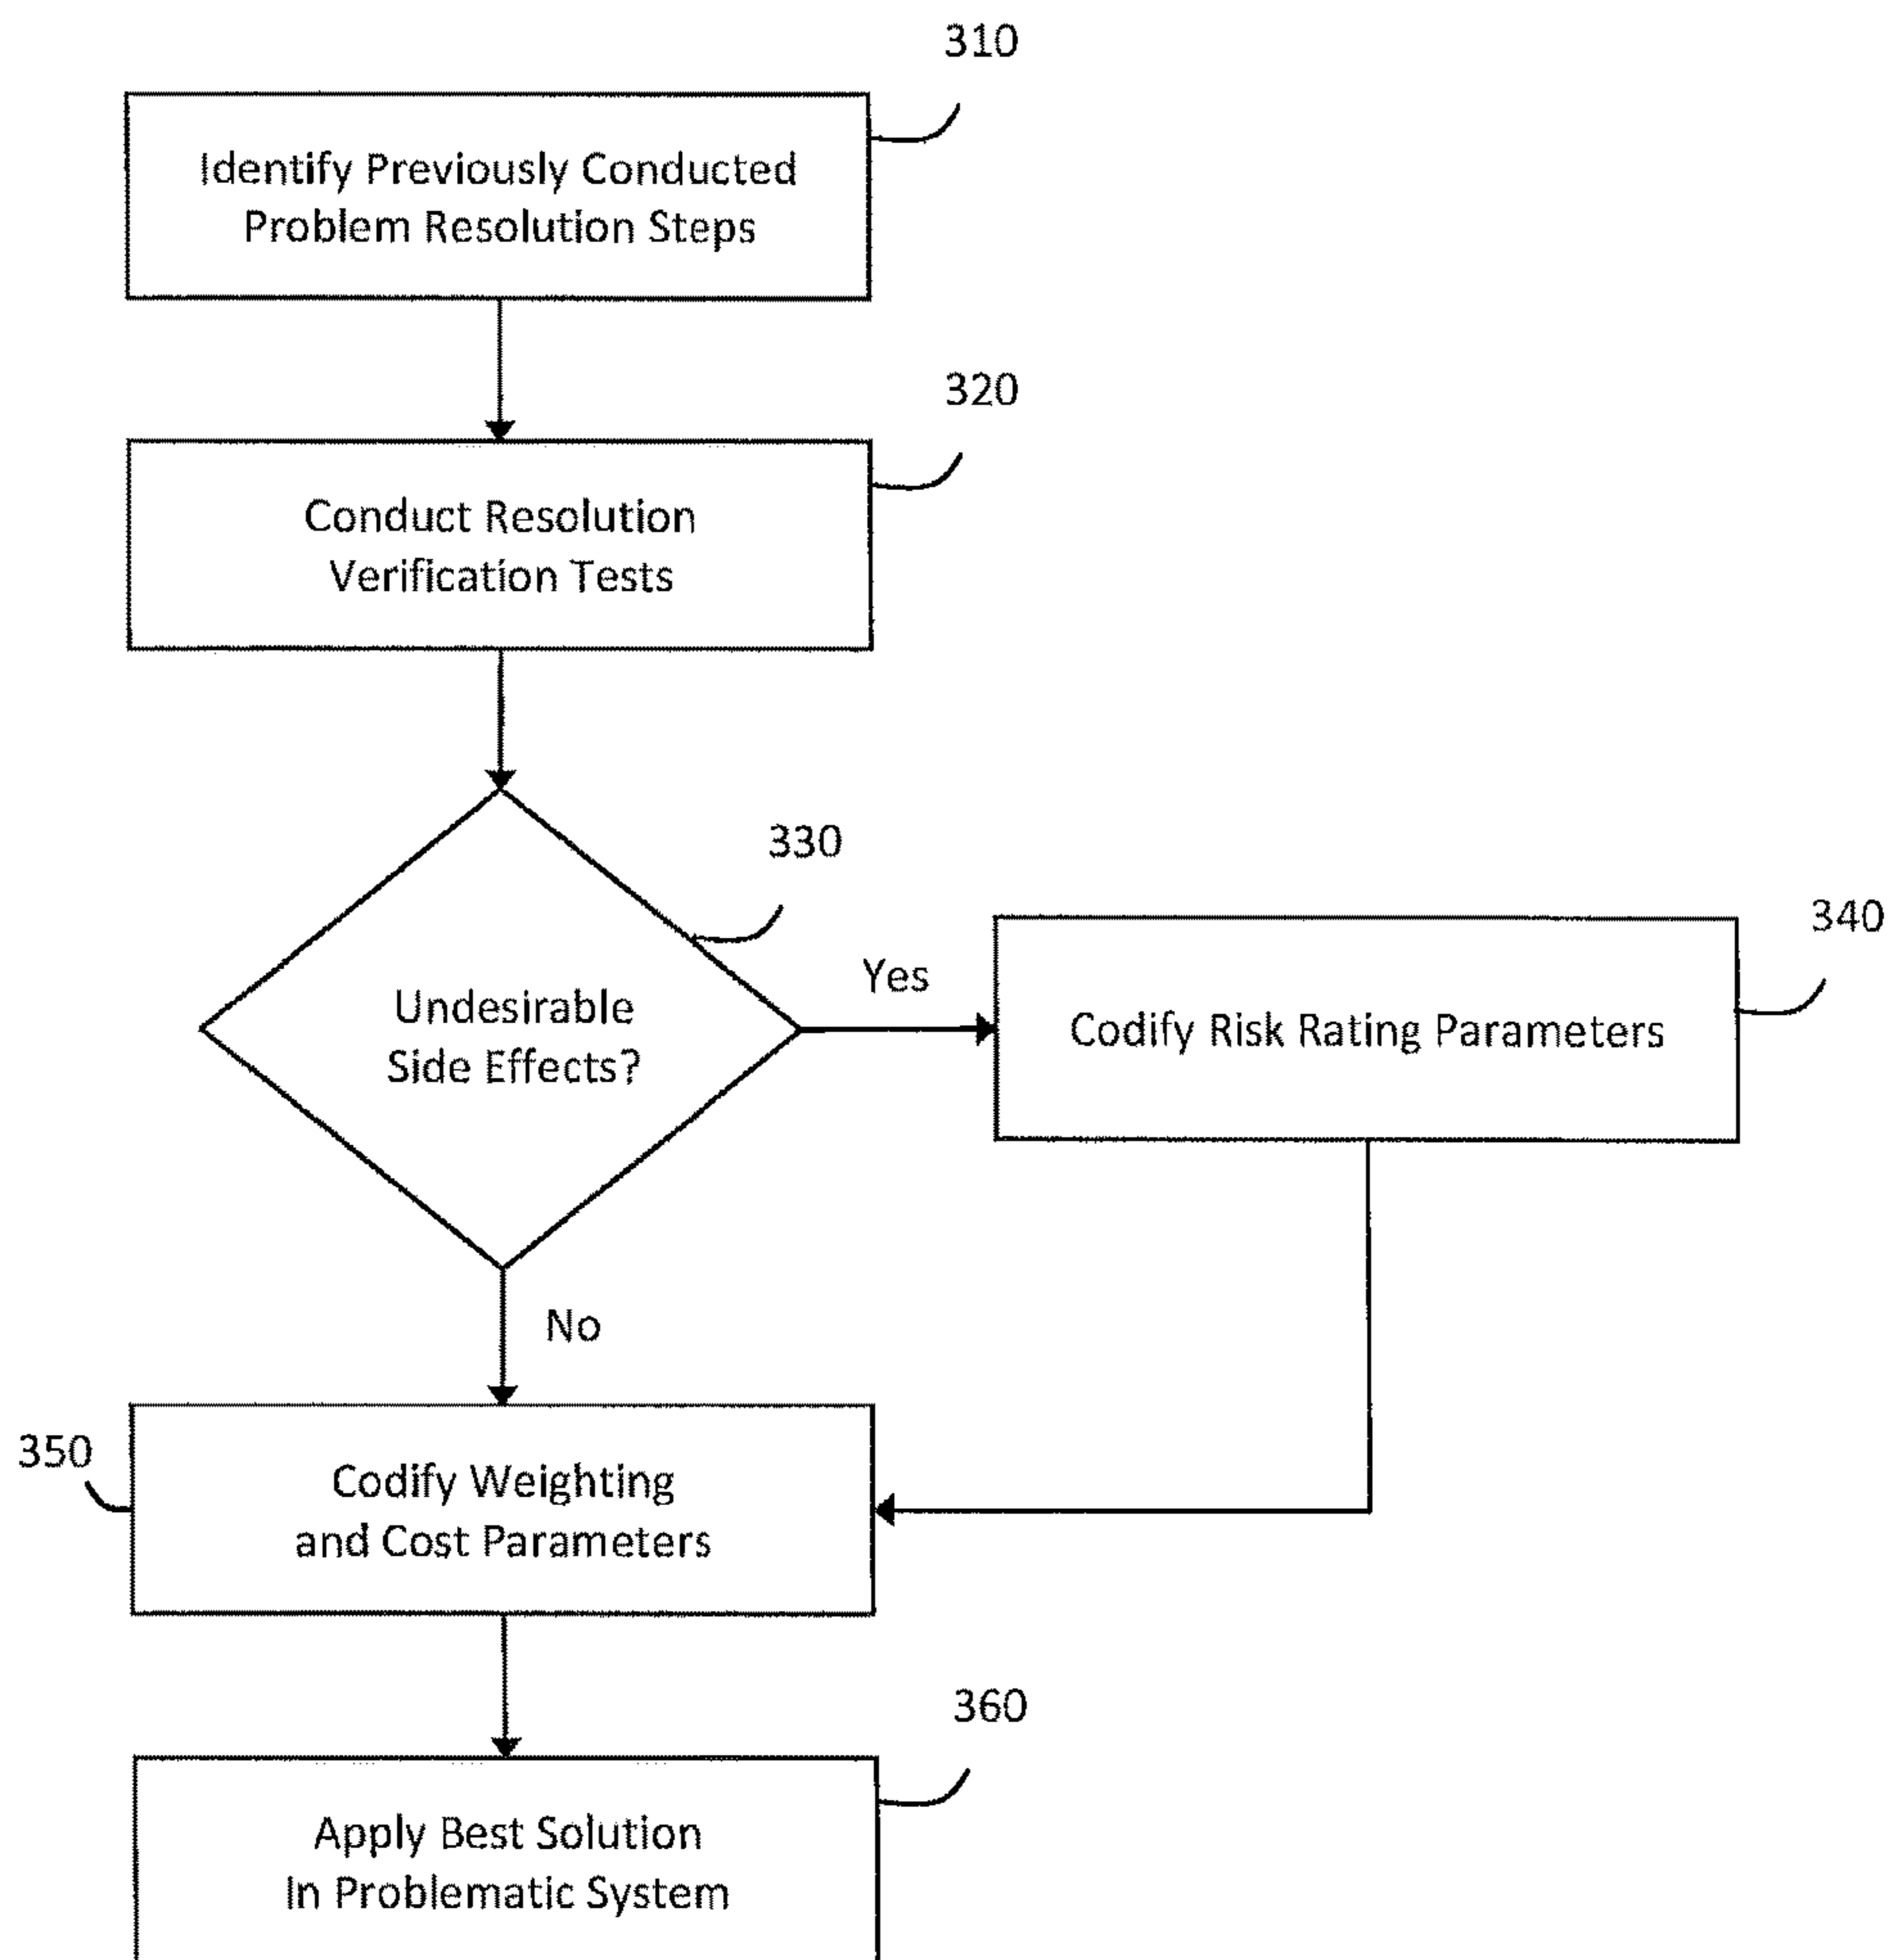 310
Identify Previously Conducted
Problem Resolution Steps
320
Conduct Resolution
Verification Tests
330
Undesirable
Side Effects?
Yes
340
Codify Risk Rating Parameters
No
350
Codify Weighting
and Cost Parameters
360
Apply Best Solution
In Problematic System